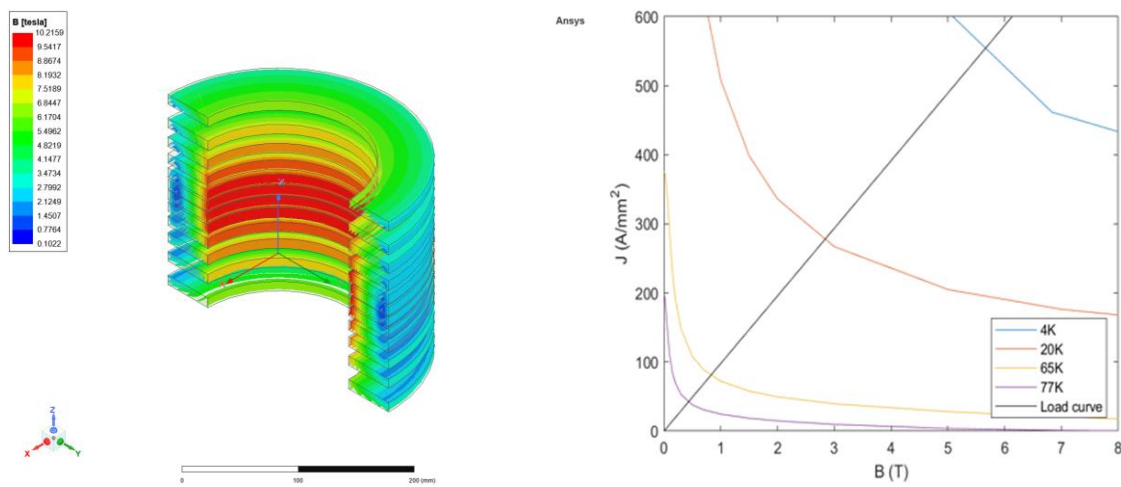 B [tesla]
10.2159
9.5417
8.8674
8.1932
7.5189
6.8447
6.1704
5.4962
4.8219
4.1477
3.4734
2.7992
2.1249
1.4507
0.7764
0.1022
Z
Z
X
Y
0 100 200 (mm)
Ansys
J (A/mm²)
600
500
400
300
200
100
0
0 1 2 3 4 5 6 7 8
B (T)
4K
20K
65K
77K
Load curve